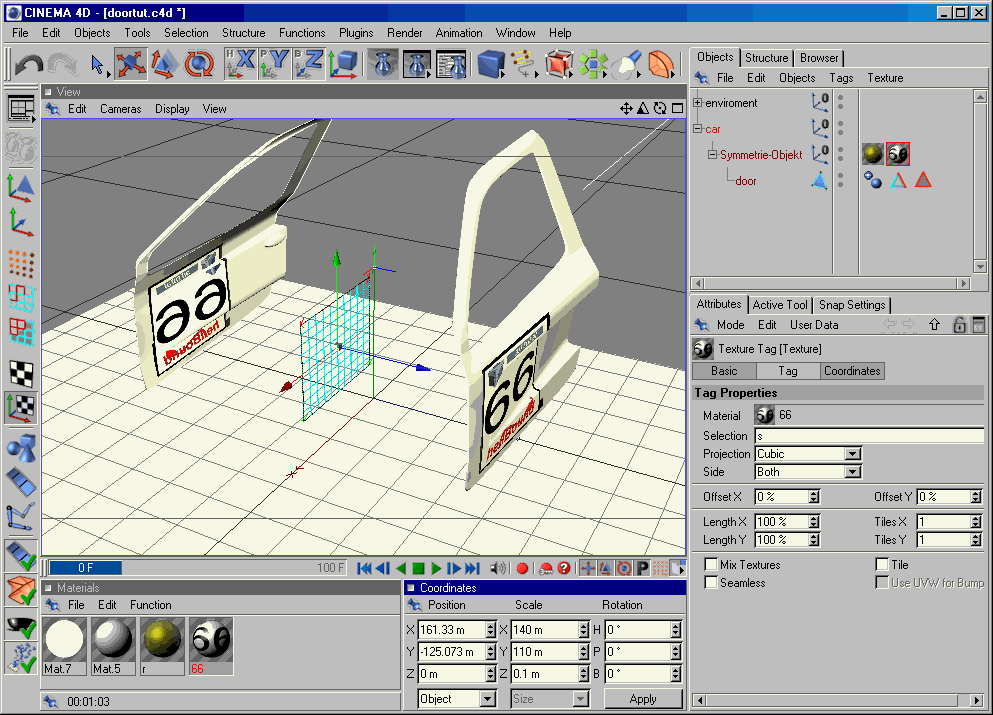 CINEMA 4D - [doortut.c4d *]
File Edit Objects Tools Selection Structure Functions Plugins Render Animation Window Help
H X P Y B Z
View
Edit Cameras Display View
66
66
HellBound
0 F
100 F
P
Materials
File Edit Function
Mat.7 Mat.5 r 66
00:01:03
Coordinates
Position Scale Rotation
X 161.33 m X 140 m H 0 °
Y -125.073 m Y 110 m P 0 °
Z 0 m Z 0.1 m B 0 °
Object Size Apply
Objects Structure Browser
File Edit Objects Tags Texture
enviroment
car
Symmetrie-Objekt
door
Attributes Active Tool Snap Settings
Mode Edit User Data
Texture Tag [Texture]
Basic Tag Coordinates
Tag Properties
Material 66
Selection s
Projection Cubic
Side Both
Offset X 0 % Offset Y 0 %
Length X 100 % Tiles X 1
Length Y 100 % Tiles Y 1
Mix Textures Tile
Seamless Use UVW for Bump